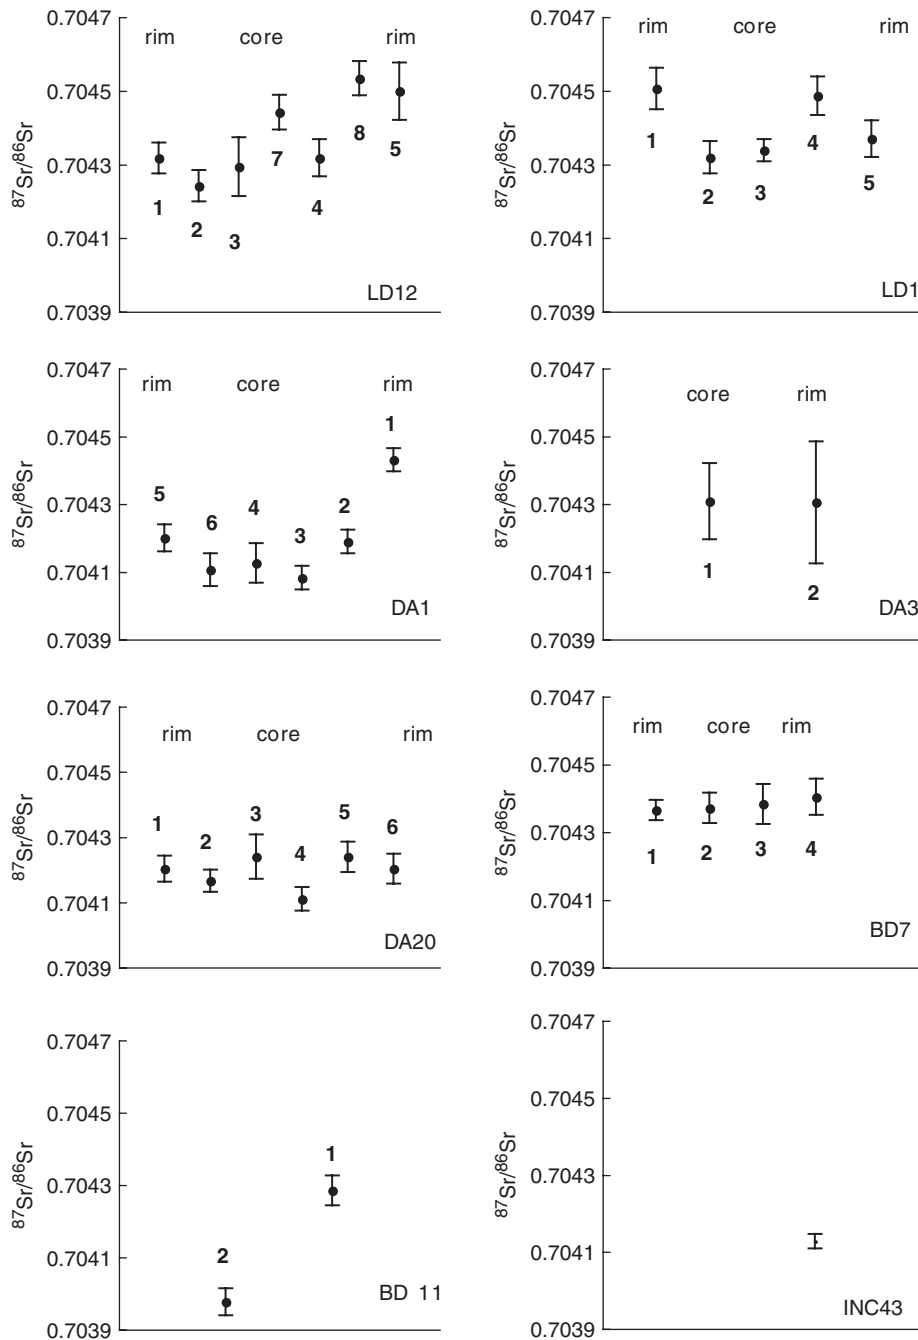 0.7047
0.7045
0.7043
0.7041
0.7039
87Sr/86Sr
rim core rim
1 2 3 7 4 8 5
LD12
0.7047
0.7045
0.7043
0.7041
0.7039
87Sr/86Sr
rim core rim
1 2 3 4 5
LD1
0.7047
0.7045
0.7043
0.7041
0.7039
87Sr/86Sr
rim core rim
5 6 4 3 2 1
DA1
0.7047
0.7045
0.7043
0.7041
0.7039
87Sr/86Sr
core rim
1 2
DA3
0.7047
0.7045
0.7043
0.7041
0.7039
87Sr/86Sr
rim core rim
1 2 3 4 5 6
DA20
0.7047
0.7045
0.7043
0.7041
0.7039
87Sr/86Sr
rim core rim
1 2 3 4
BD7
0.7047
0.7045
0.7043
0.7041
0.7039
87Sr/86Sr
2 1
BD 11
0.7047
0.7045
0.7043
0.7041
0.7039
87Sr/86Sr
INC43